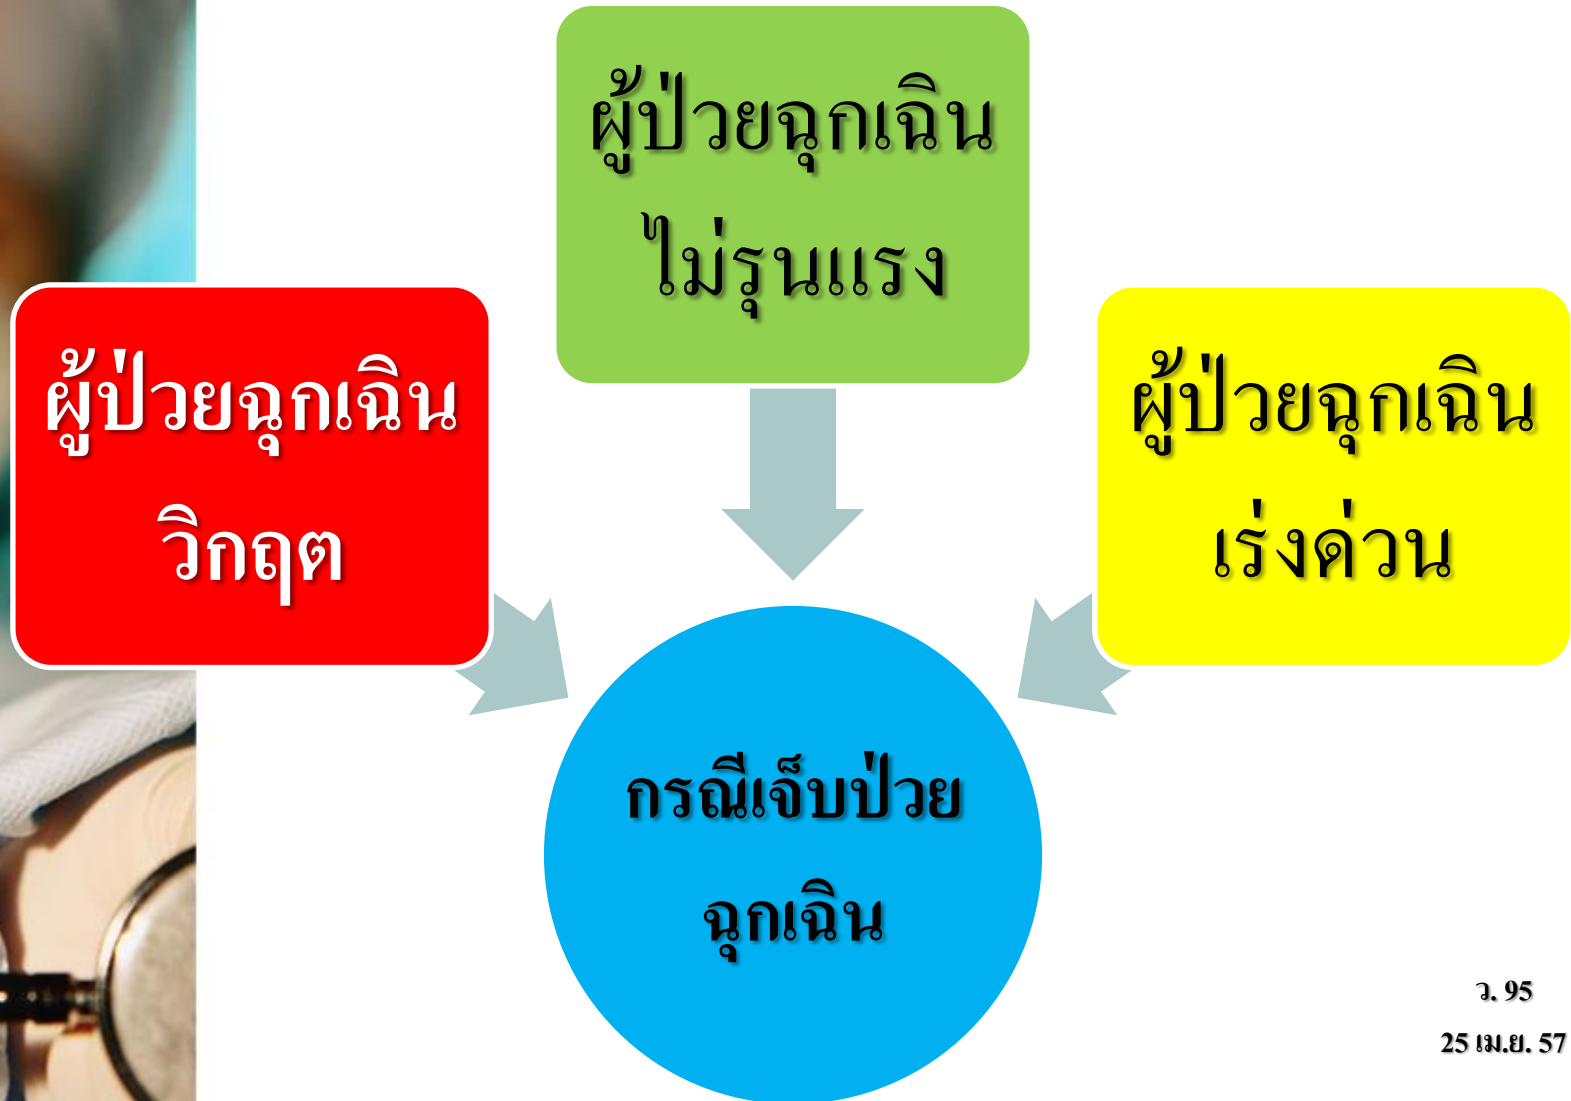 ผู้ป่วยฉุกเฉิน
ไม่รุนแรง
ผู้ป่วยฉุกเฉิน
วิกฤต
ผู้ป่วยฉุกเฉิน
เร่งด่วน
กรณีเจ็บป่วย
ฉุกเฉิน
ว. 95
25 เม.ย. 57